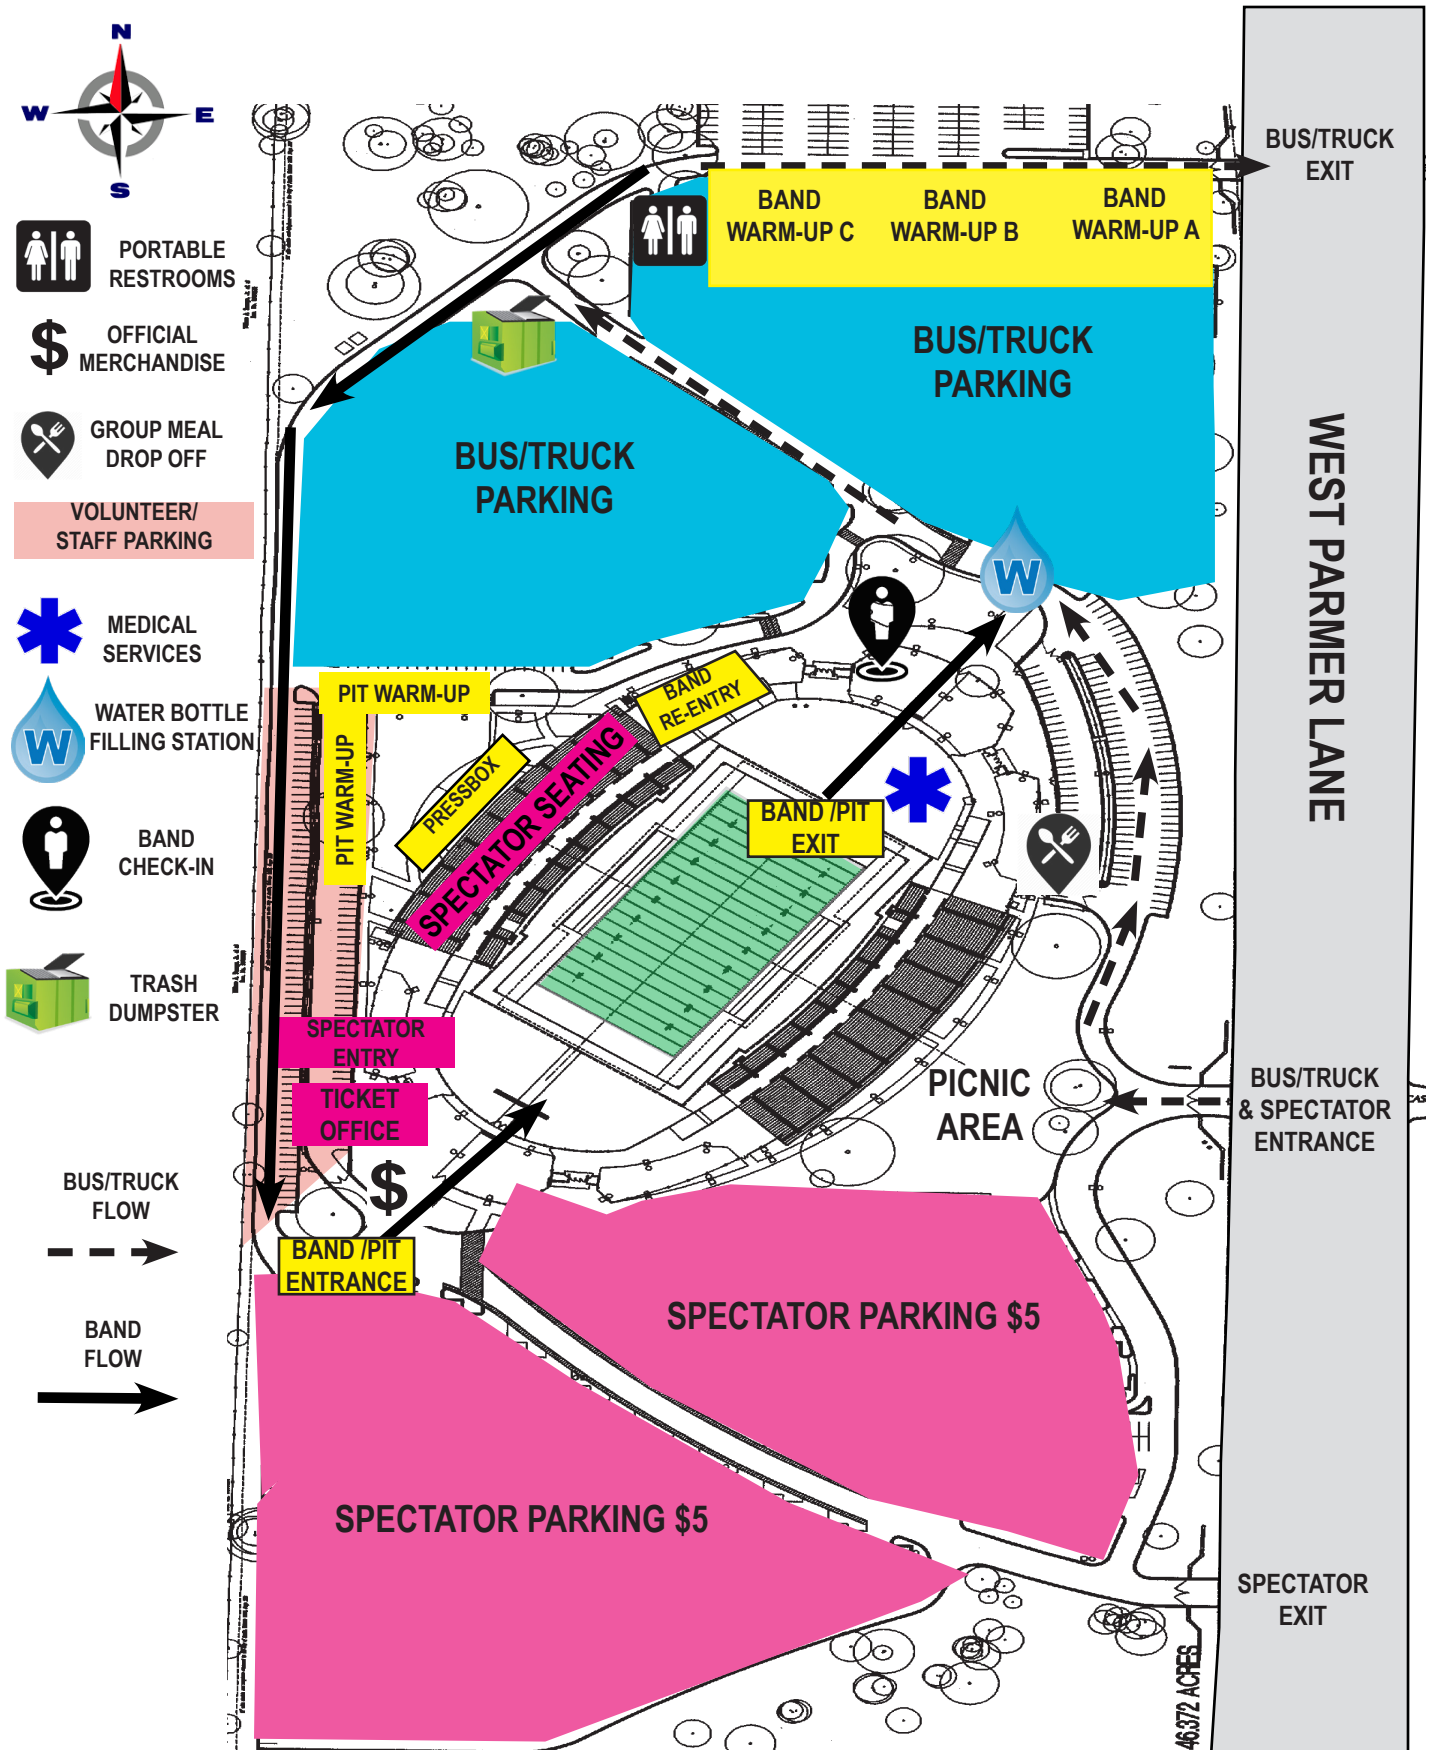 N
W
E
S
PORTABLE
RESTROOMS
$
OFFICIAL
MERCHANDISE
GROUP MEAL
DROP OFF
VOLUNTEER/
STAFF PARKING
MEDICAL
SERVICES
W
WATER BOTTLE
FILLING STATION
BAND
CHECK-IN
TRASH
DUMPSTER
BUS/TRUCK
FLOW
BAND
FLOW
BUS/TRUCK
EXIT
BAND
WARM-UP C
BAND
WARM-UP B
BAND
WARM-UP A
BUS/TRUCK
PARKING
BUS/TRUCK
PARKING
WEST PARMER LANE
W
PIT WARM-UP
PIT WARM-UP
BAND
RE-ENTRY
PRESSBOX
SPECTATOR SEATING
BAND /PIT
EXIT
SPECTATOR
ENTRY
TICKET
OFFICE
$
PICNIC
AREA
BUS/TRUCK
& SPECTATOR
ENTRANCE
BAND /PIT
ENTRANCE
SPECTATOR PARKING $5
SPECTATOR PARKING $5
SPECTATOR
EXIT
46.372 ACRES